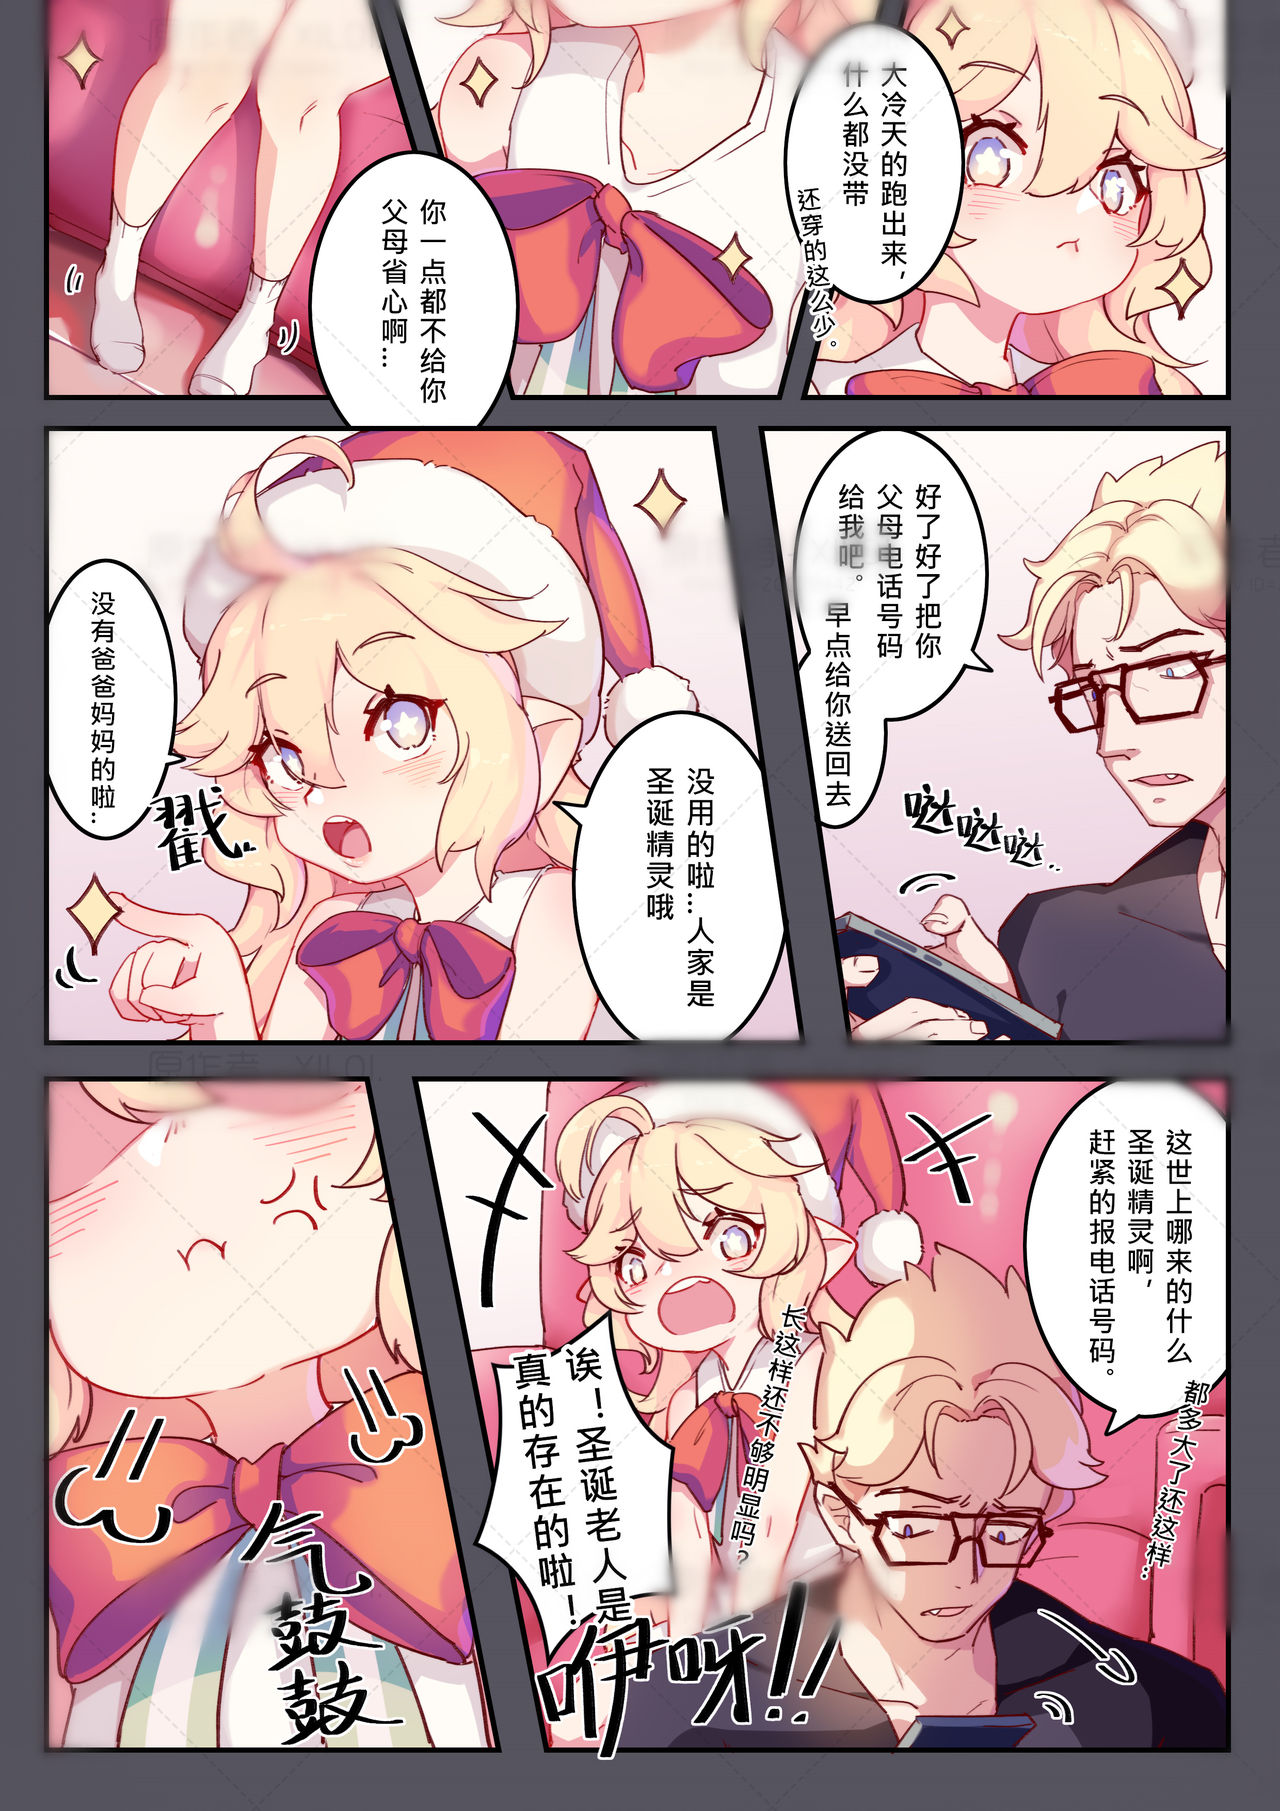 大冷天的跑出来，
什么都没带
还穿的这么少。
你一点都不给你
父母省心啊…
好了好了把你
父母电话号码
给我吧。早点给你送回去
哒哒哒..
没用的啦…人家是
圣诞精灵哦
没有爸爸妈妈的啦…
戳..
这世上哪来的什么
圣诞精灵啊，
赶紧的报电话号码。
都多大了还这样…
长这样还不够明显吗？
诶！圣诞老人是
真的存在的啦！
咿呀!!
气鼓鼓
原作者 XILOI